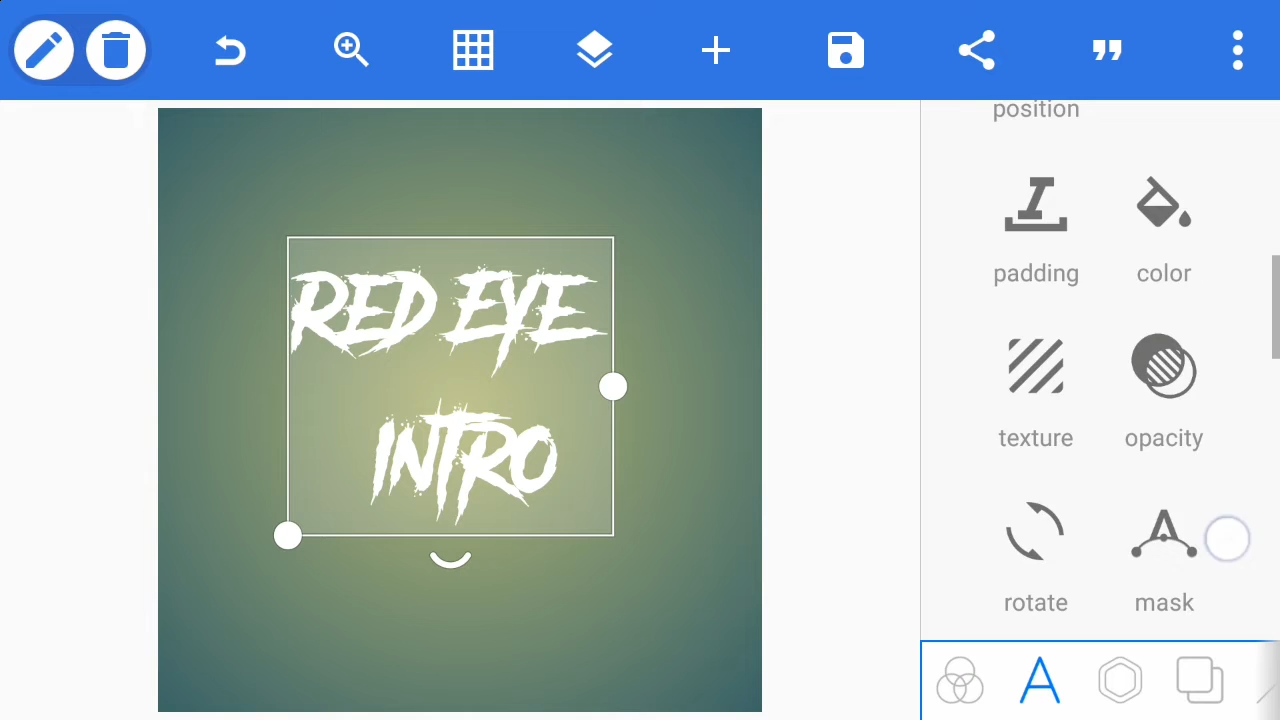 position
RED EYE
INTRO
padding
color
texture
opacity
rotate
mask